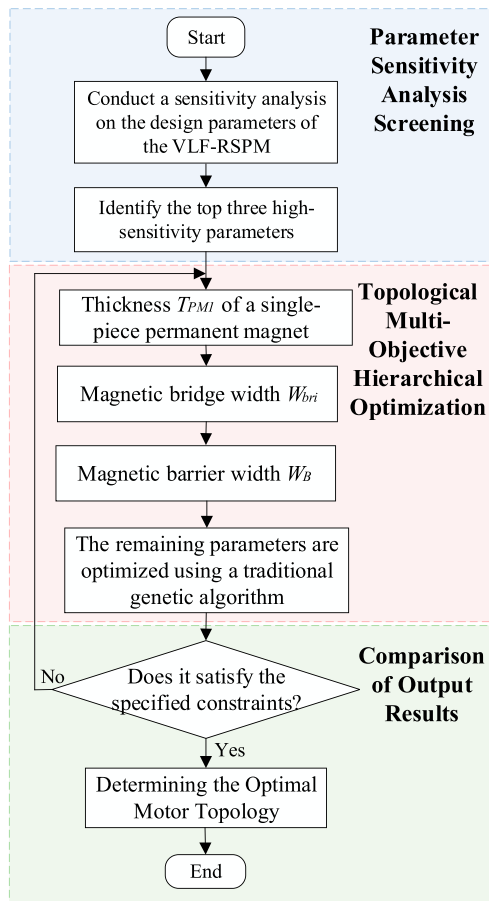 Start
Parameter
Sensitivity
Analysis
Screening
Conduct a sensitivity analysis
on the design parameters of
the VLF-RSPM
Identify the top three high-
sensitivity parameters
Topological
Multi-
Objective
Hierarchical
Optimization
Thickness TPM1 of a single-
piece permanent magnet
Magnetic bridge width Wbri
Magnetic barrier width WB
The remaining parameters are
optimized using a traditional
genetic algorithm
Comparison
of Output
Results
Does it satisfy the
specified constraints?
No
Yes
Determining the Optimal
Motor Topology
End